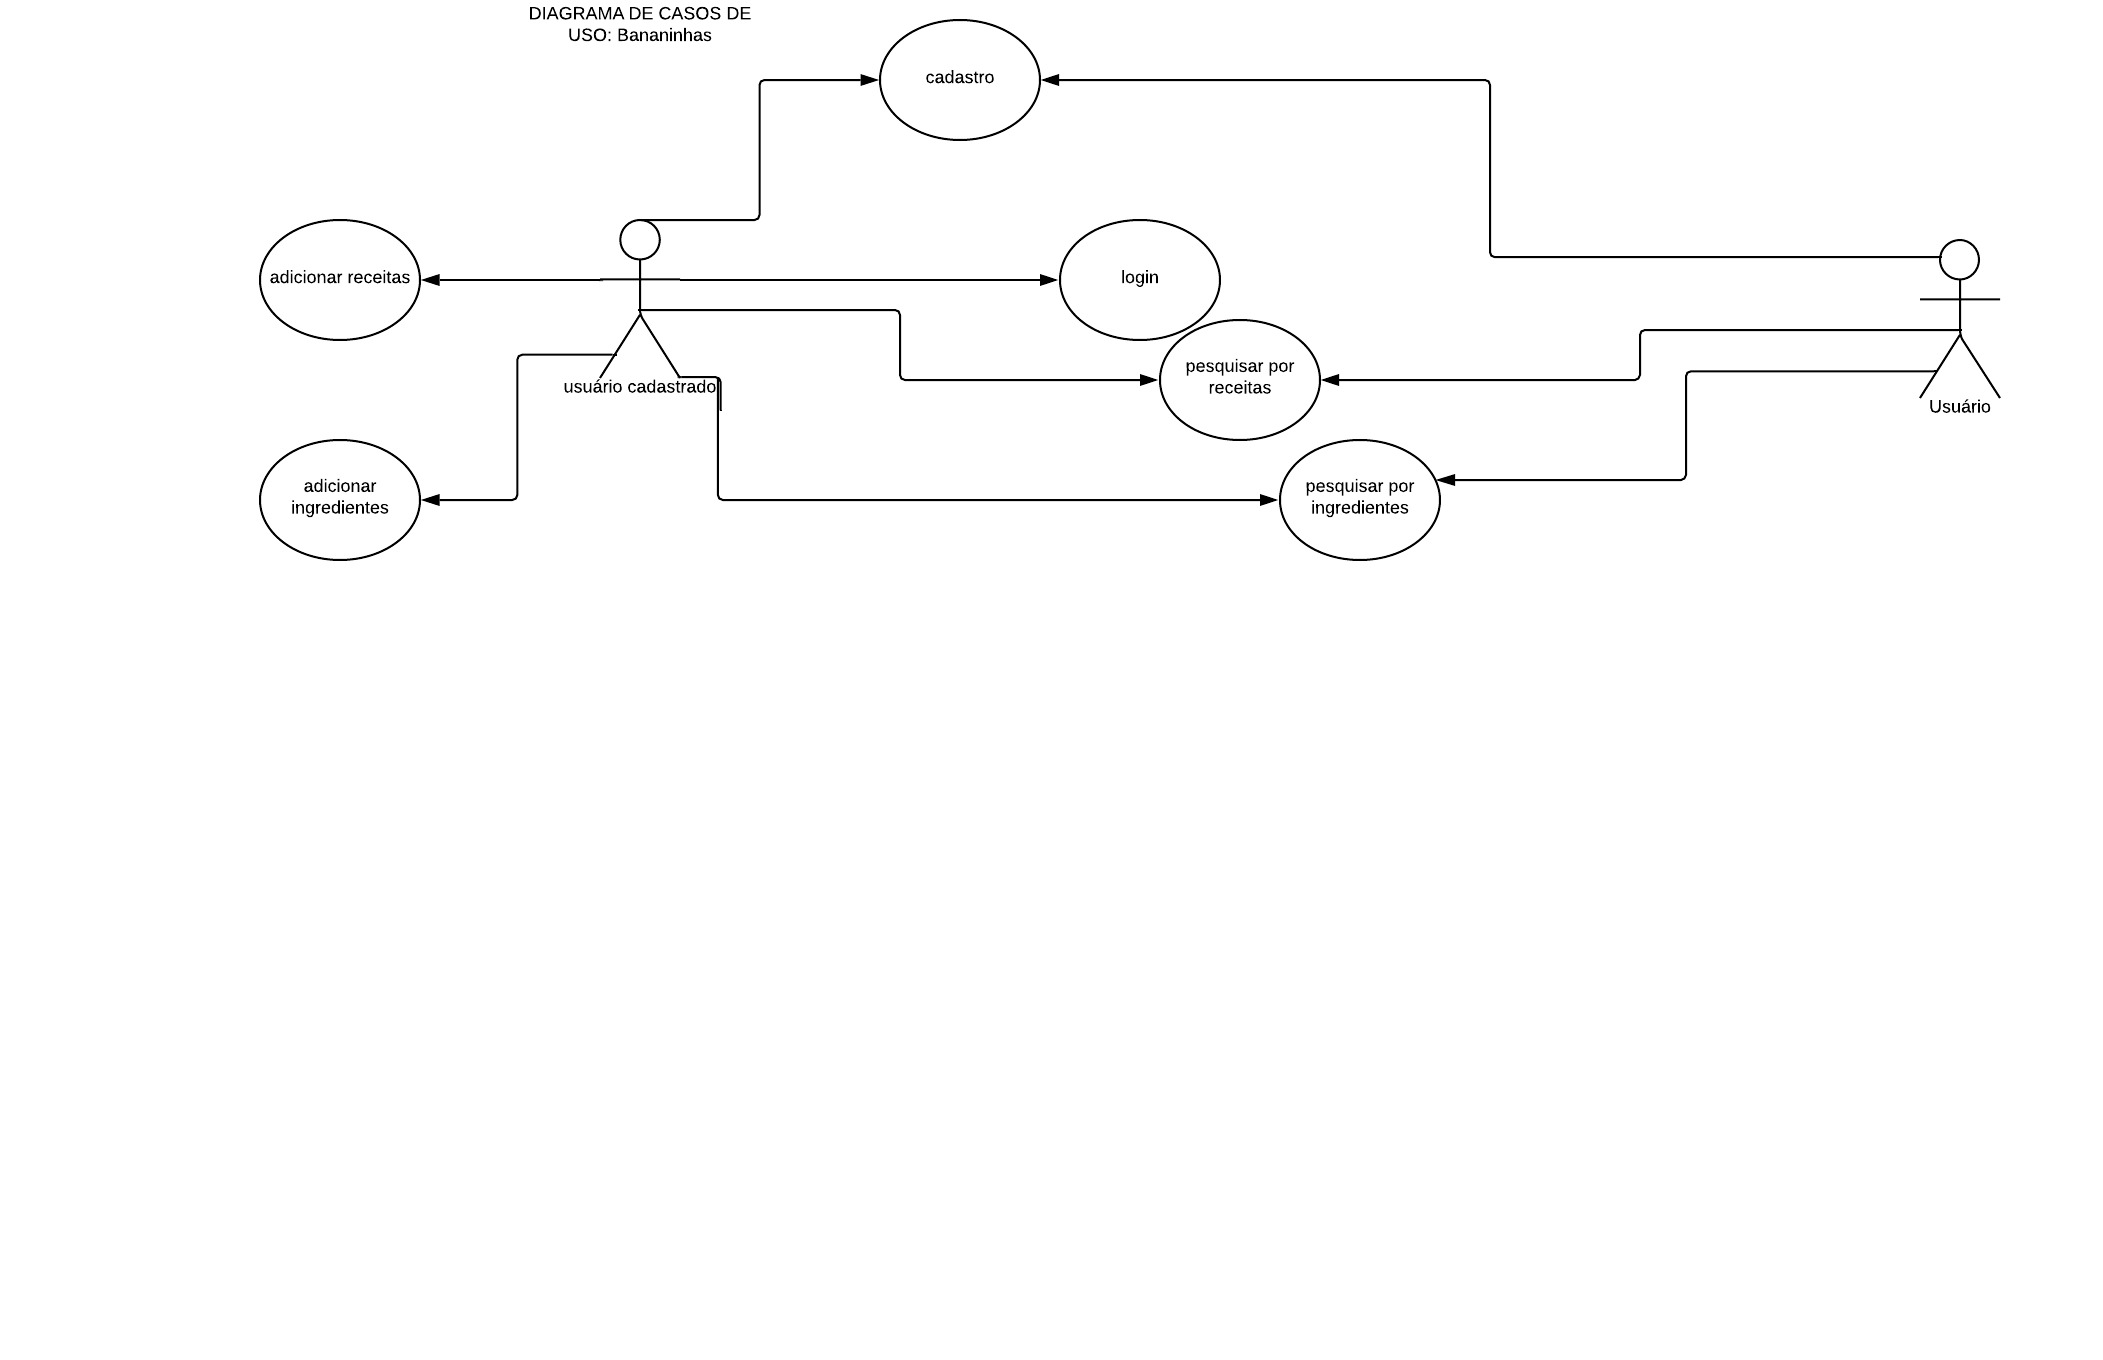 DIAGRAMA DE CASOS DE
USO: Bananinhas
cadastro
adicionar receitas
login
pesquisar por
receitas
usuário cadastrado
Usuário
adicionar
ingredientes
pesquisar por
ingredientes